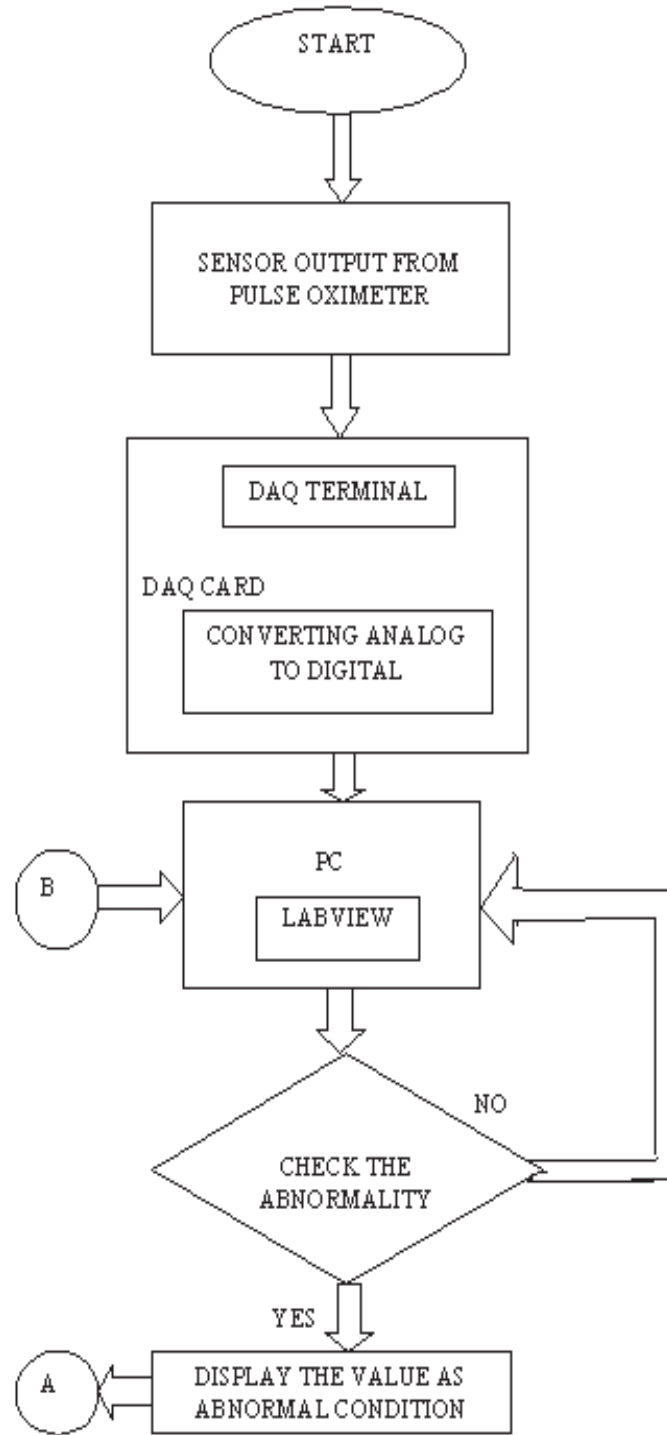 START
SENSOR OUTPUT FROM
PULSE OXIMETER
DAQ TERMINAL
DAQ CARD
CONVERTING ANALOG
TO DIGITAL
B
PC
LABVIEW
NO
CHECK THE
ABNORMALITY
YES
A
DISPLAY THE VALUE AS
ABNORMAL CONDITION